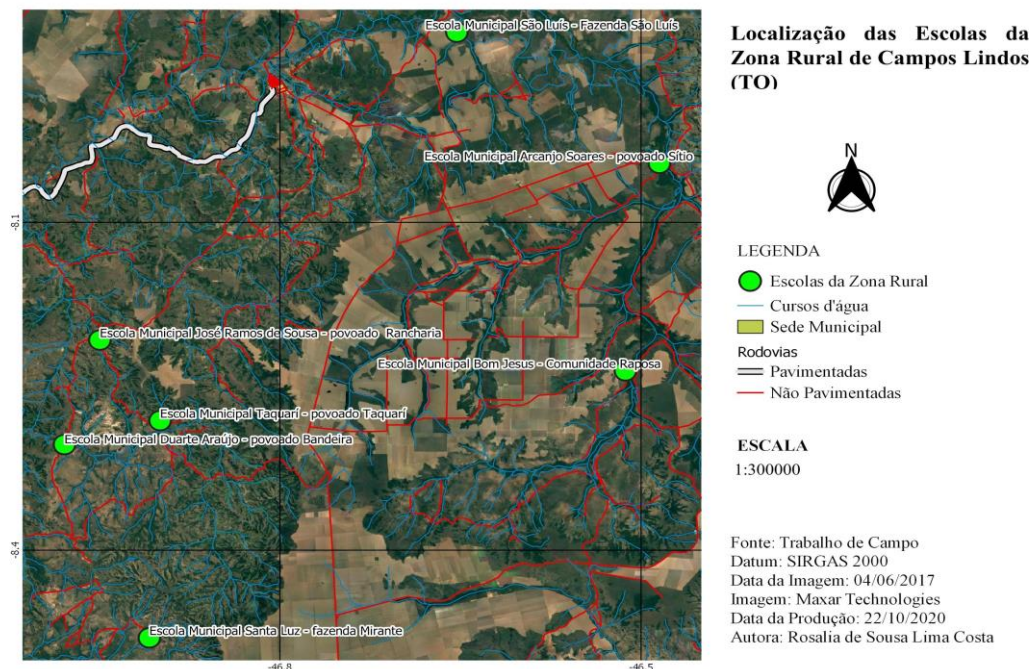 Escola Municipal São Luís - Fazenda São Luís
Escola Municipal Arcanjo Soares - povoado Sítio
-8.1
Escola Municipal José Ramos de Sousa - povoado Rancharia
Escola Municipal Bom Jesus - Comunidade Raposa
Escola Municipal Taquarí - povoado Taquarí
Escola Municipal Duarte Araújo - povoado Bandeira
-8.4
Escola Municipal Santa Luz - fazenda Mirante
-46.8
-46.5
Localização das Escolas da
Zona Rural de Campos Lindos
(TO)
N
LEGENDA
Escolas da Zona Rural
Cursos d'água
Sede Municipal
Rodovias
Pavimentadas
Não Pavimentadas
ESCALA
1:300000
Fonte: Trabalho de Campo
Datum: SIRGAS 2000
Data da Imagem: 04/06/2017
Imagem: Maxar Technologies
Data da Produção: 22/10/2020
Autora: Rosalia de Sousa Lima Costa